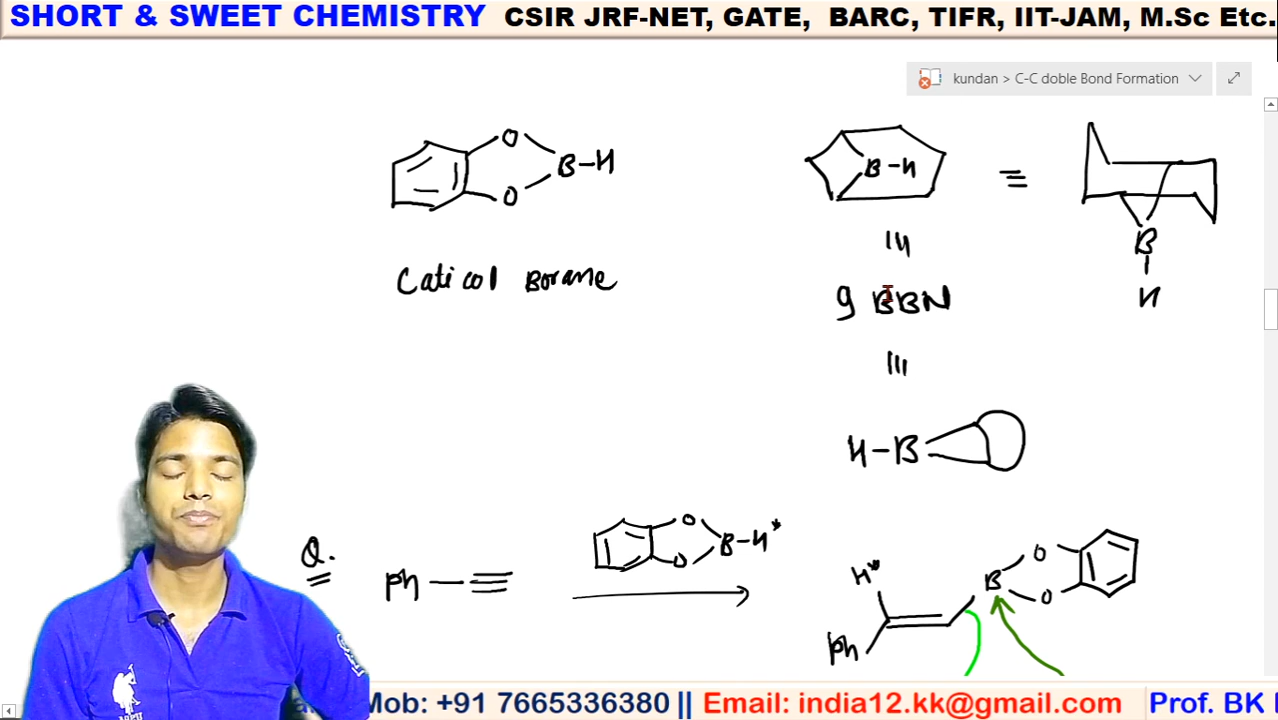 SHORT & SWEET CHEMISTRY CSIR JRF-NET, GATE, BARC, TIFR, IIT-JAM, M.Sc Etc.
kundan > C-C doble Bond Formation
O
B-H
O
B-H
B
H
Caticol Borane
9 BBN
H-B
Q.
Ph
O
B-H*
O
H*
B
O
O
Ph
Mob: +91 7665336380 || Email: india12.kk@gmail.com || Prof. BK